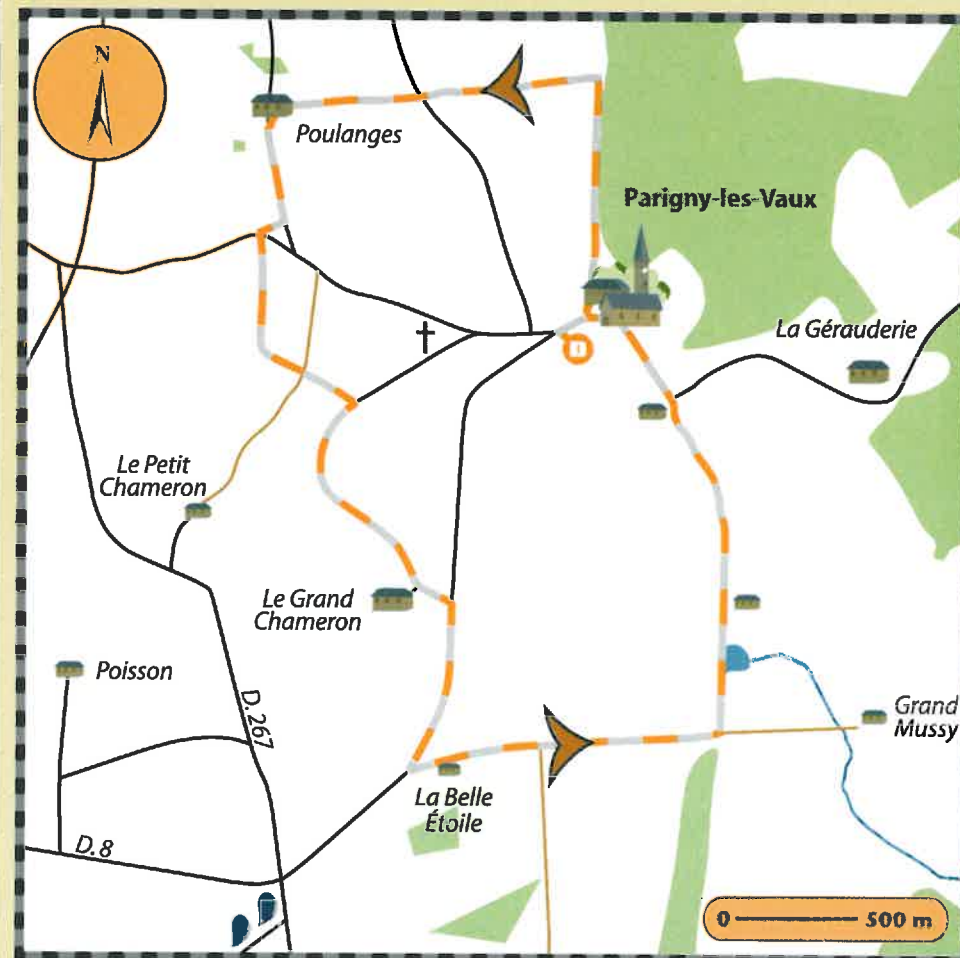 N
Poulanges
Parigny-les-Vaux
La Gérauderie
Le Petit
Chameron
Le Grand
Chameron
Poisson
D.267
Grand
Mussy
La Belle
Étoile
D.8
0 500 m